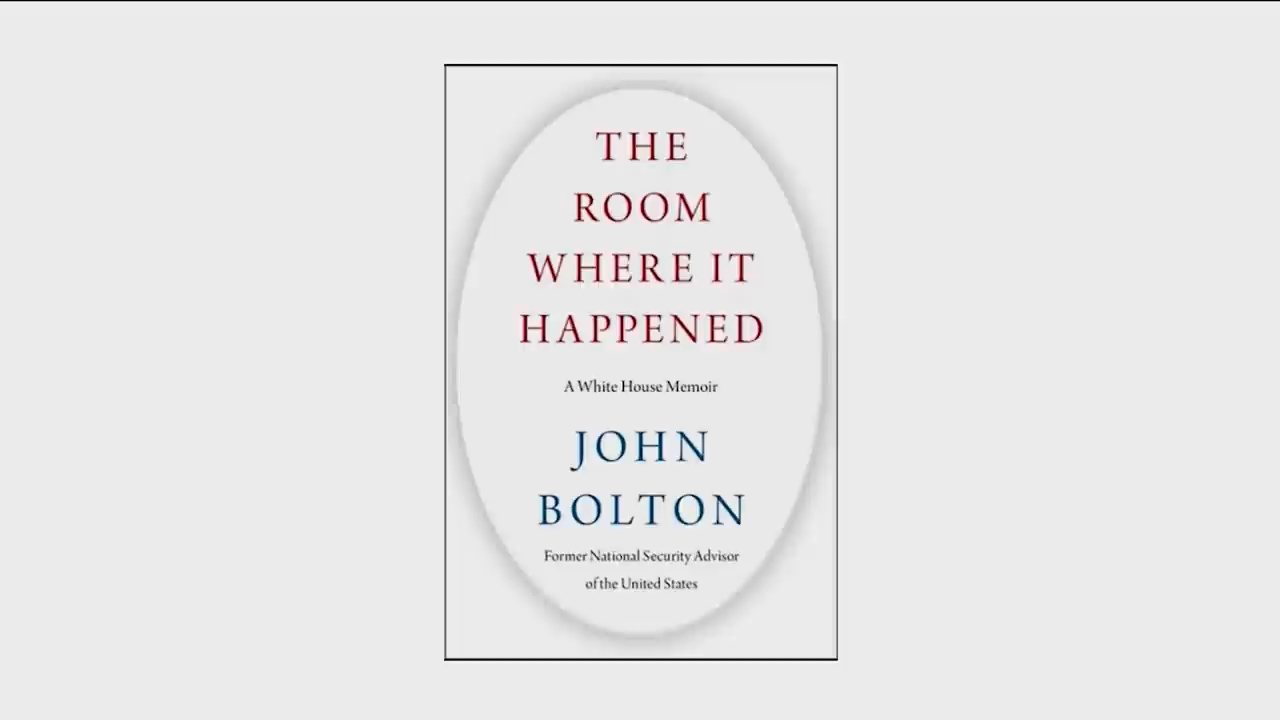 THE
ROOM
WHERE IT
HAPPENED
A White House Memoir
JOHN
BOLTON
Former National Security Advisor
of the United States